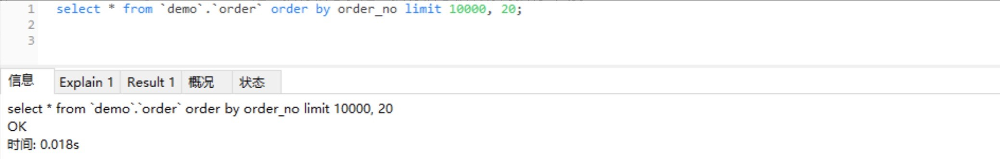 1 select * from `demo`.`order` order by order_no limit 10000, 20;
2
3
信息 Explain 1 Result 1 概况 状态
select * from `demo`.`order` order by order_no limit 10000, 20
OK
时间: 0.018s